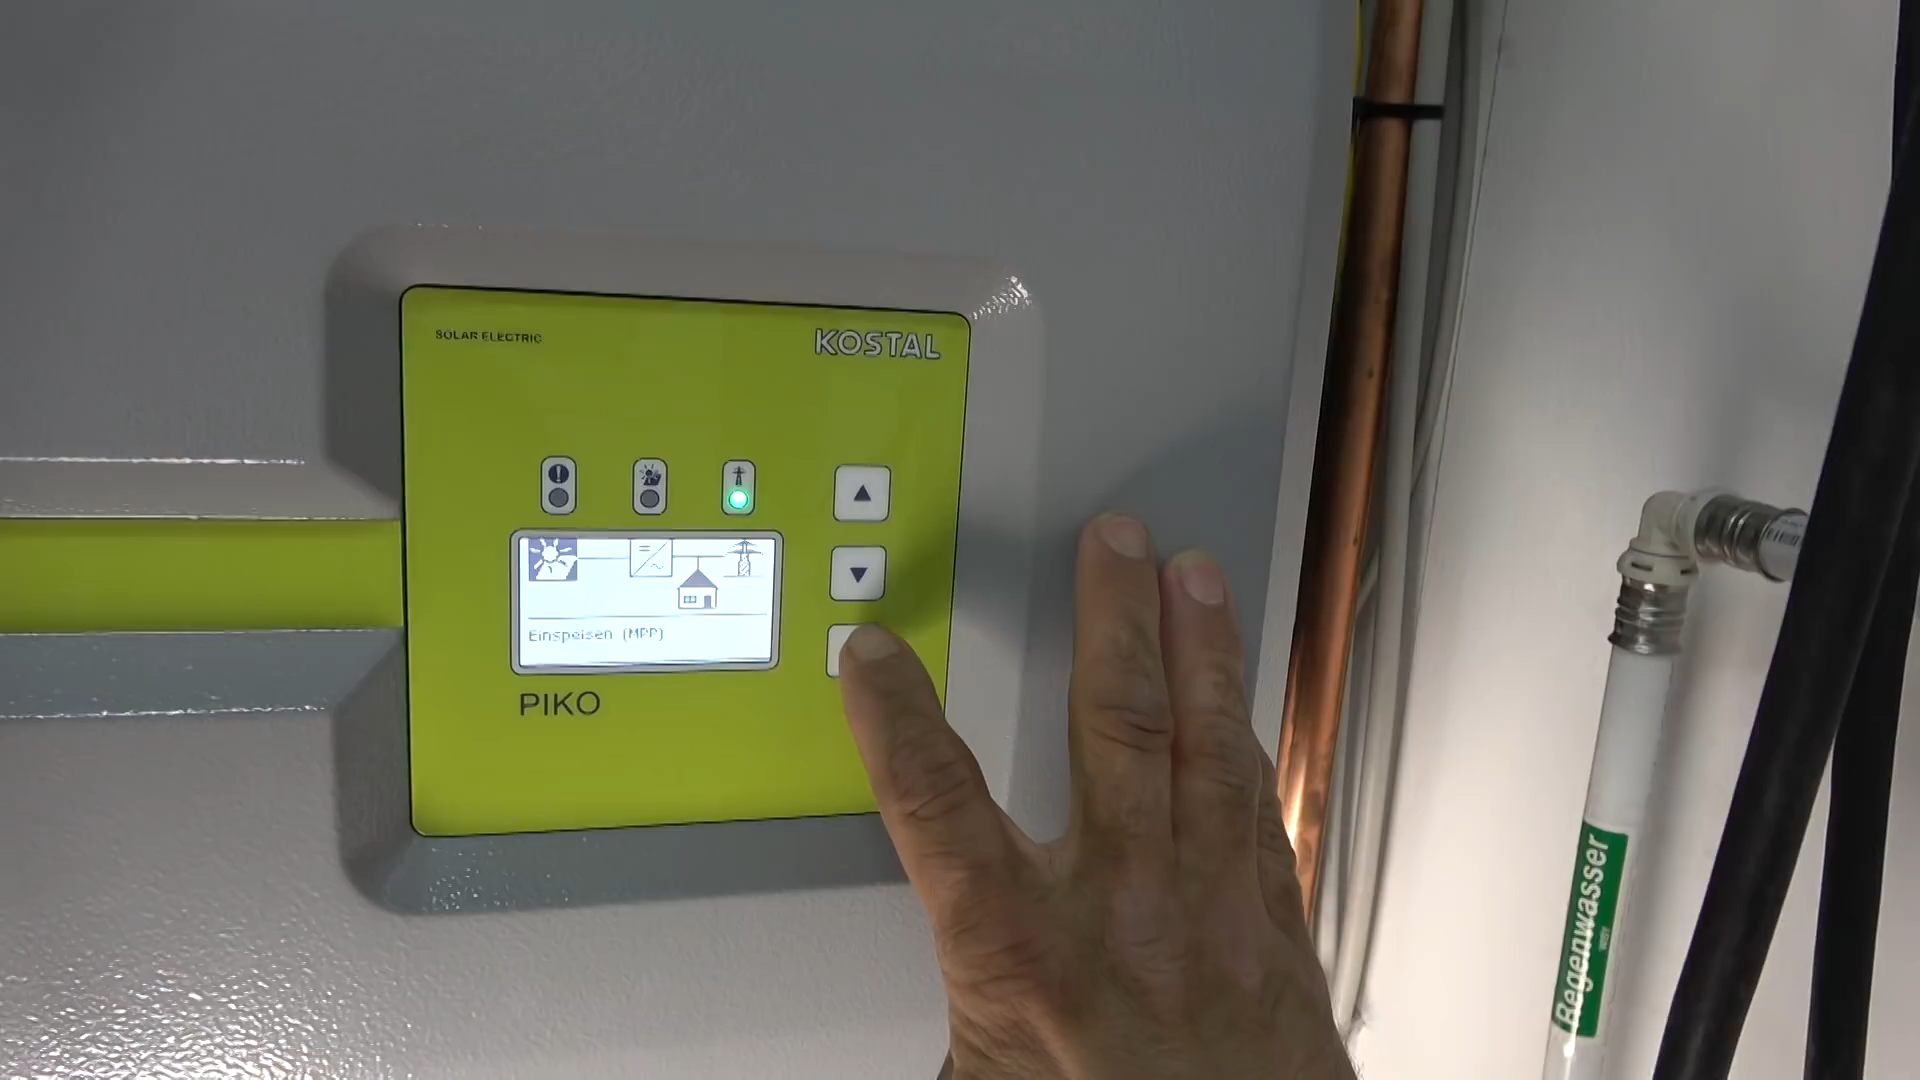 SOLAR ELECTRIC
KOSTAL
Einspeisen (MPP)
PIKO
Regenwasser